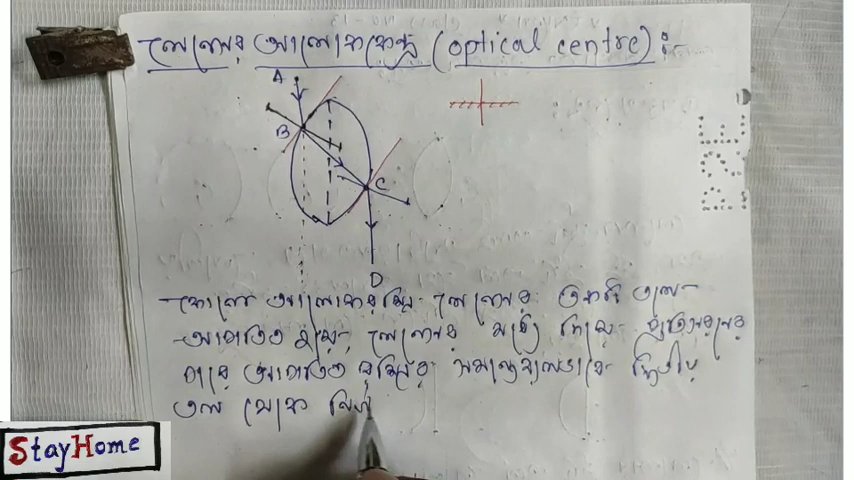 লেন্সের আলোককেন্দ্র (optical centre) :-
A
B
C
D
কোনো আলোকরশ্মি লেন্সের একটি তলে
আপতিত হয়ে, লেন্সের মধ্যে দিয়ে প্রতিসরণের
পরে আপতিত রশ্মির সমান্তরালভাবে দ্বিতীয়
তল থেকে নির্গ
StayHome